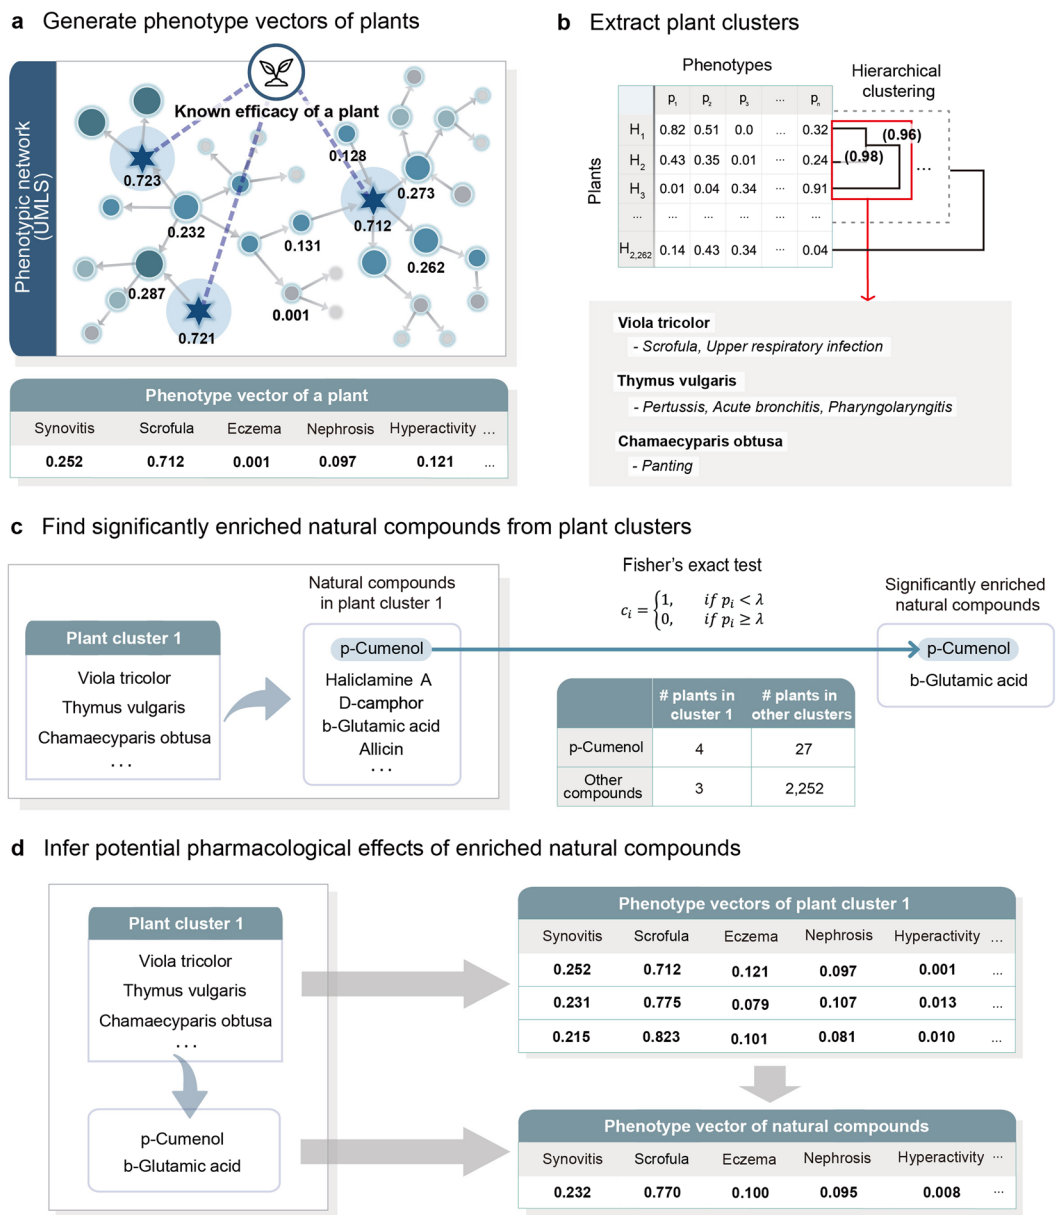 a Generate phenotype vectors of plants
Phenotypic network
(UMLS)
Known efficacy of a plant
0.723
0.128
0.273
0.712
0.232
0.131
0.262
0.287
0.001
0.721
Phenotype vector of a plant
Synovitis Scrofula Eczema Nephrosis Hyperactivity ...
0.252 0.712 0.001 0.097 0.121 ...
b Extract plant clusters
Phenotypes
Hierarchical
clustering
Plants
p1 p2 p3 ... pn
H1 0.82 0.51 0.0 ... 0.32
(0.96)
H2 0.43 0.35 0.01 ... 0.24
(0.98)
...
H3 0.01 0.04 0.34 ... 0.91
... ... ... ... ...
H2,262 0.14 0.43 0.34 ... 0.04
Viola tricolor
- Scrofula, Upper respiratory infection
Thymus vulgaris
- Pertussis, Acute bronchitis, Pharyngolaryngitis
Chamaecyparis obtusa
- Panting
c Find significantly enriched natural compounds from plant clusters
Plant cluster 1
Viola tricolor
Thymus vulgaris
Chamaecyparis obtusa
...
Natural compounds
in plant cluster 1
p-Cumenol
Haliclamine A
D-camphor
b-Glutamic acid
Allicin
...
Fisher's exact test
ci = {1, if pi < λ
0, if pi ≥ λ
# plants in cluster 1 # plants in other clusters
p-Cumenol 4 27
Other compounds 3 2,252
Significantly enriched
natural compounds
p-Cumenol
b-Glutamic acid
d Infer potential pharmacological effects of enriched natural compounds
Plant cluster 1
Viola tricolor
Thymus vulgaris
Chamaecyparis obtusa
...
p-Cumenol
b-Glutamic acid
Phenotype vectors of plant cluster 1
Synovitis Scrofula Eczema Nephrosis Hyperactivity ...
0.252 0.712 0.121 0.097 0.001 ...
0.231 0.775 0.079 0.107 0.013 ...
0.215 0.823 0.101 0.081 0.010 ...
Phenotype vector of natural compounds
Synovitis Scrofula Eczema Nephrosis Hyperactivity ...
0.232 0.770 0.100 0.095 0.008 ...